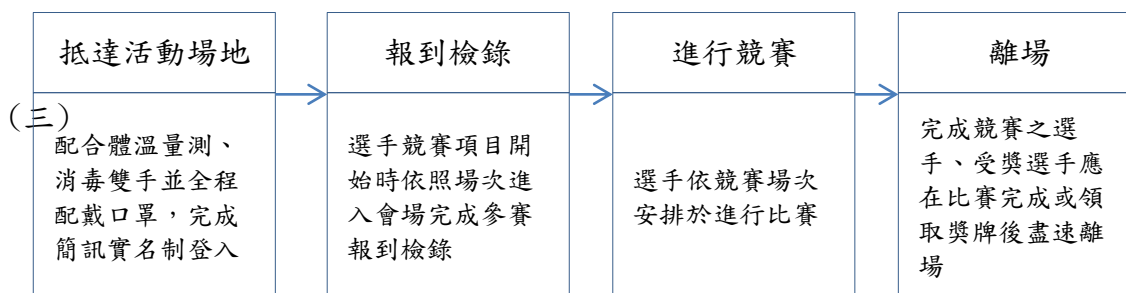 抵達活動場地
報到檢錄
進行競賽
離場
(三)
配合體溫量測、
消毒雙手並全程
配戴口罩，完成
簡訊實名制登入
選手競賽項目開
始時依照場次進
入會場完成參賽
報到檢錄
選手依競賽場次
安排於進行比賽
完成競賽之選
手、受獎選手應
在比賽完成或領
取獎牌後盡速離
場